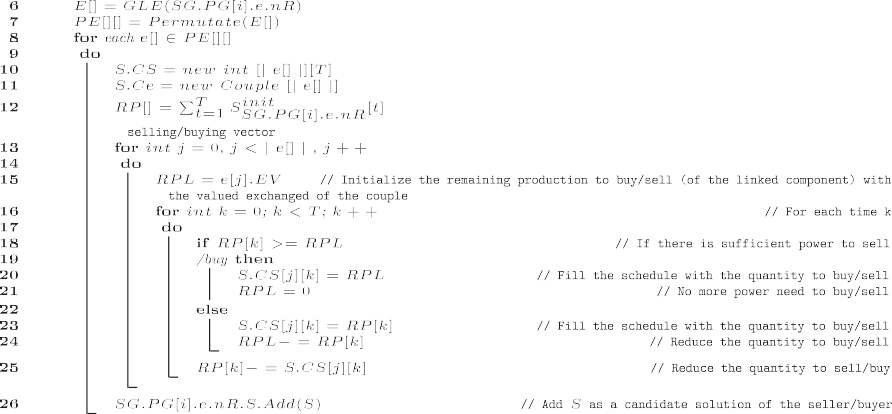 6 E[] = GLE(SG.PG[i].e.nR)
7 PE[][] = Permutate(E[])
8 for each e[] ∈ PE[][]
9 do
10 S.CS = new int [| e[] |][T]
11 S.Ce = new Couple [| e[] |]
12 RP[] = ∑_{t=1}^{T} S^{init}_{SG.PG[i].e.nR}[t]
selling/buying vector
13 for int j = 0, j < | e[] | , j + +
14 do
15 RPL = e[j].EV // Initialize the remaining production to buy/sell (of the linked component) with
the valued exchanged of the couple
16 for int k = 0; k < T; k + + // For each time k
17 do
18 if RP[k] >= RPL // If there is sufficient power to sell
19 /buy then
20 S.CS[j][k] = RPL // Fill the schedule with the quantity to buy/sell
21 RPL = 0 // No more power need to buy/sell
22 else
23 S.CS[j][k] = RP[k] // Fill the schedule with the quantity to buy/sell
24 RPL− = RP[k] // Reduce the quantity to buy/sell
25 RP[k]− = S.CS[j][k] // Reduce the quantity to sell/buy
26 SG.PG[i].e.nR.S.Add(S) // Add S as a candidate solution of the seller/buyer